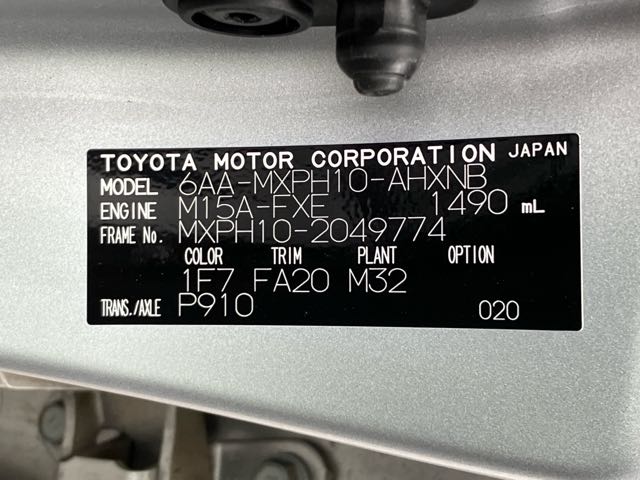 TOYOTA MOTOR CORPORATION JAPAN
MODEL 6AA-MXPH10-AHXNB
ENGINE M15A-FXE 1490 mL
FRAME No. MXPH10-2049774
COLOR TRIM PLANT OPTION
1F7 FA20 M32
TRANS./AXLE P910 020